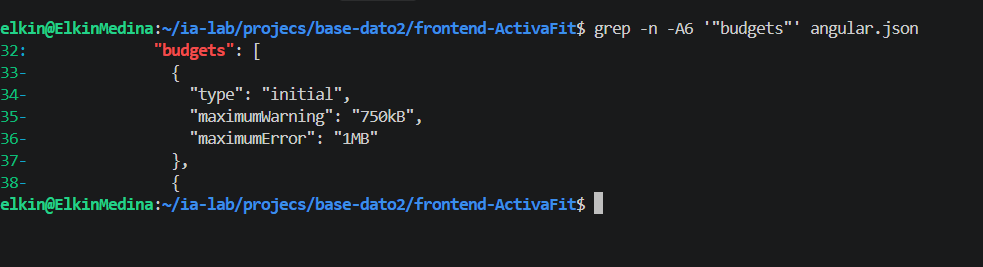 elkin@ElkinMedina:~/ia-lab/projecs/base-dato2/frontend-ActivaFit$ grep -n -A6 '"budgets"' angular.json
32:            "budgets": [
33-              {
34-                "type": "initial",
35-                "maximumWarning": "750kB",
36-                "maximumError": "1MB"
37-              },
38-              {
elkin@ElkinMedina:~/ia-lab/projecs/base-dato2/frontend-ActivaFit$